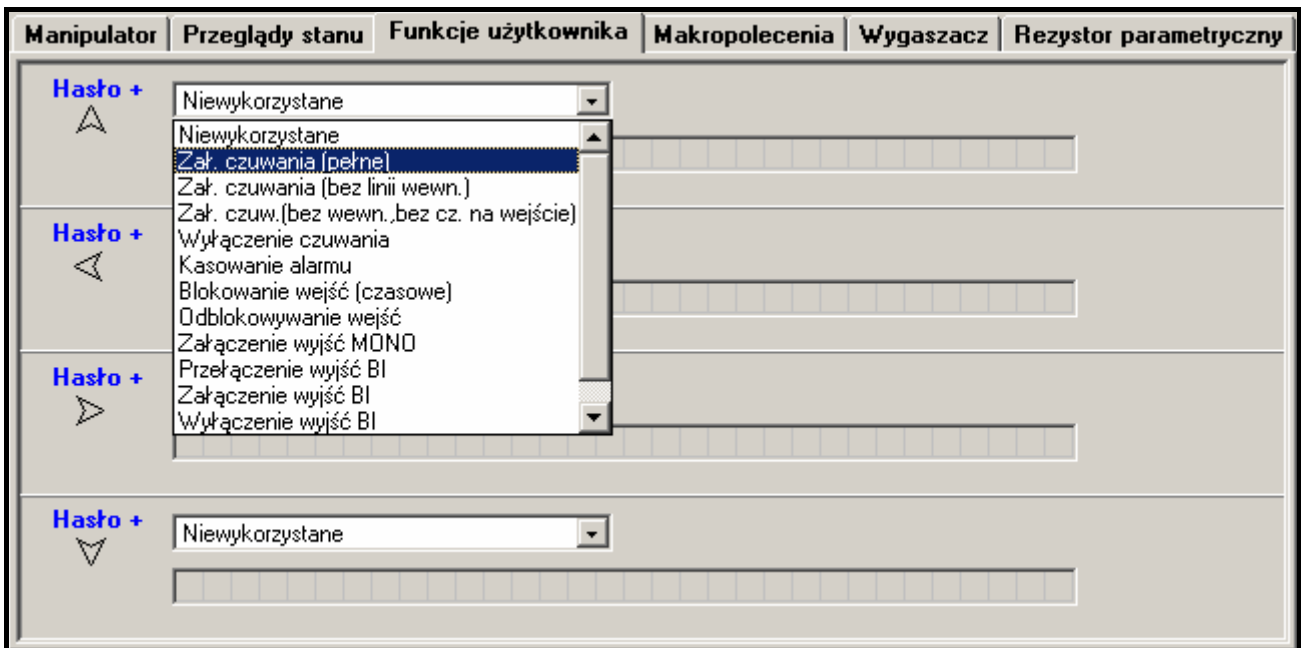 Manipulator Przeglądy stanu Funkcje użytkownika Makropolecenia Wygaszacz Rezystor parametryczny
Hasło +
Niewykorzystane
Niewykorzystane
Zał. czuwania (pełne)
Zał. czuwania (bez linii wewn.)
Zał. czuw.(bez wewn.,bez cz. na wejście)
Hasło +
Wyłączenie czuwania
Kasowanie alarmu
Blokowanie wejść (czasowe)
Odblokowywanie wejść
Załączenie wyjść MONO
Przełączenie wyjść BI
Hasło +
Załączenie wyjść BI
Wyłączenie wyjść BI
Hasło +
Niewykorzystane